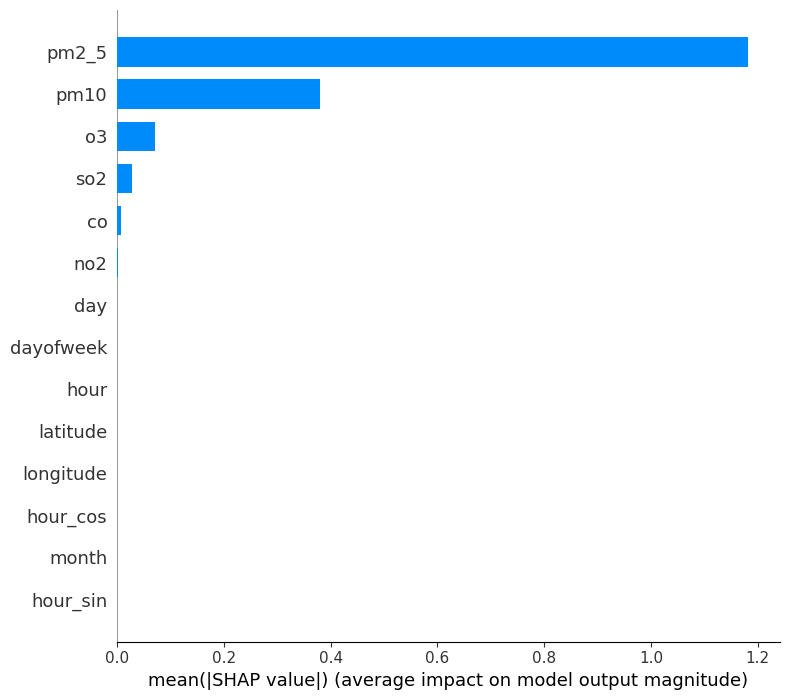 pm2_5
pm10
o3
so2
co
no2
day
dayofweek
hour
latitude
longitude
hour_cos
month
hour_sin
0.0 0.2 0.4 0.6 0.8 1.0 1.2
mean(|SHAP value|) (average impact on model output magnitude)